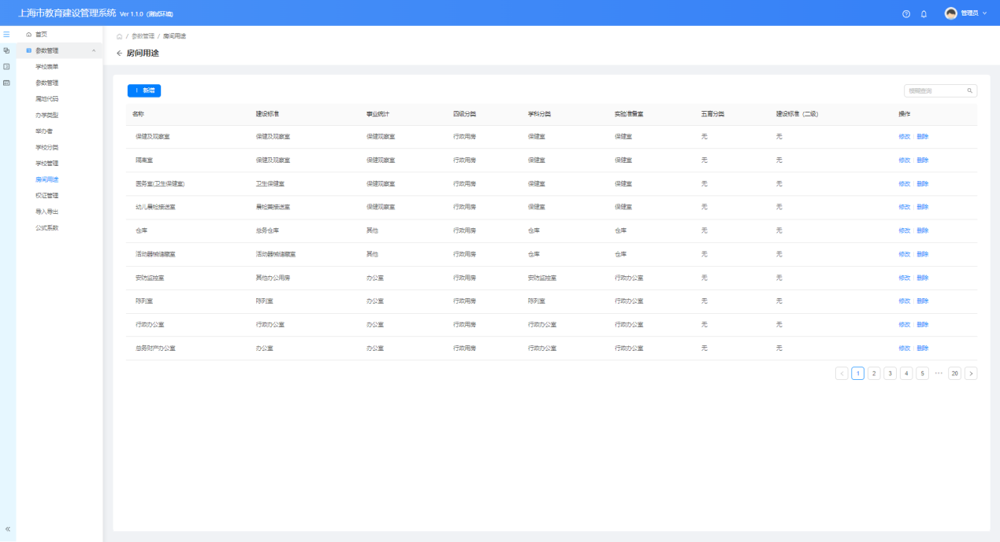 上海市教育建设管理系统 Ver 1.1.0 (测试环境)
管理员
首页
参数管理
学校表单
参数管理
属地代码
办学类型
举办者
学校分类
学校管理
房间用途
权证管理
导入导出
公式系数
/ 参数管理 / 房间用途
房间用途
新增
模糊查询
名称 建设标准 事业统计 四级分类 学科分类 实验准备室 五育分类 建设标准（二级） 操作
保健及观察室 保健及观察室 保健观察室 行政用房 保健室 保健室 无 无 修改 删除
隔离室 保健及观察室 保健观察室 行政用房 保健室 保健室 无 无 修改 删除
医务室(卫生保健室) 卫生保健室 保健观察室 行政用房 保健室 保健室 无 无 修改 删除
幼儿晨检接送室 晨检兼接送室 保健观察室 行政用房 保健室 保健室 无 无 修改 删除
仓库 总务仓库 其他 行政用房 仓库 仓库 无 无 修改 删除
活动器械储藏室 活动器械储藏室 其他 行政用房 仓库 仓库 无 无 修改 删除
安防监控室 其他办公用房 办公室 行政用房 安防监控室 行政办公室 无 无 修改 删除
陈列室 陈列室 办公室 行政用房 陈列室 行政办公室 无 无 修改 删除
行政办公室 行政办公室 办公室 行政用房 行政办公室 行政办公室 无 无 修改 删除
总务财产办公室 办公室 办公室 行政用房 行政办公室 行政办公室 无 无 修改 删除
< 1 2 3 4 5 ··· 20 >